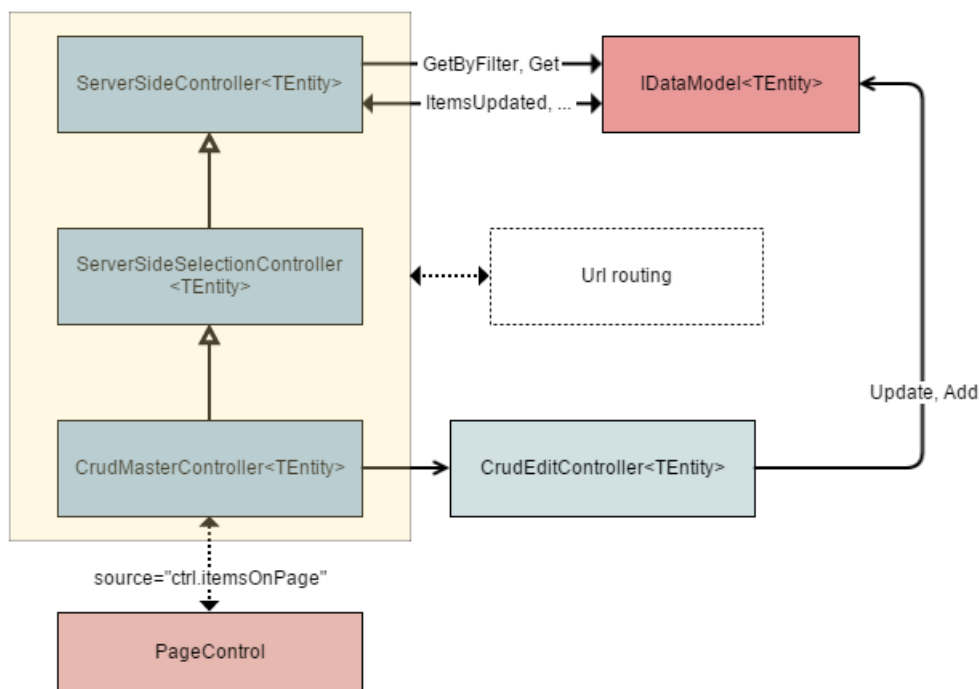 ServerSideController<TEntity>
GetByFilter, Get
ItemsUpdated, ...
IDataModel<TEntity>
ServerSideSelectionController
<TEntity>
Url routing
Update, Add
CrudMasterController<TEntity>
CrudEditController<TEntity>
source="ctrl.itemsOnPage"
PageControl